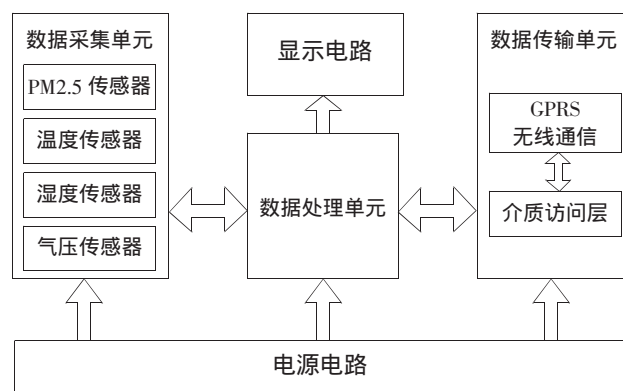 数据采集单元
PM2.5 传感器
温度传感器
湿度传感器
气压传感器
显示电路
数据处理单元
数据传输单元
GPRS
无线通信
介质访问层
电源电路